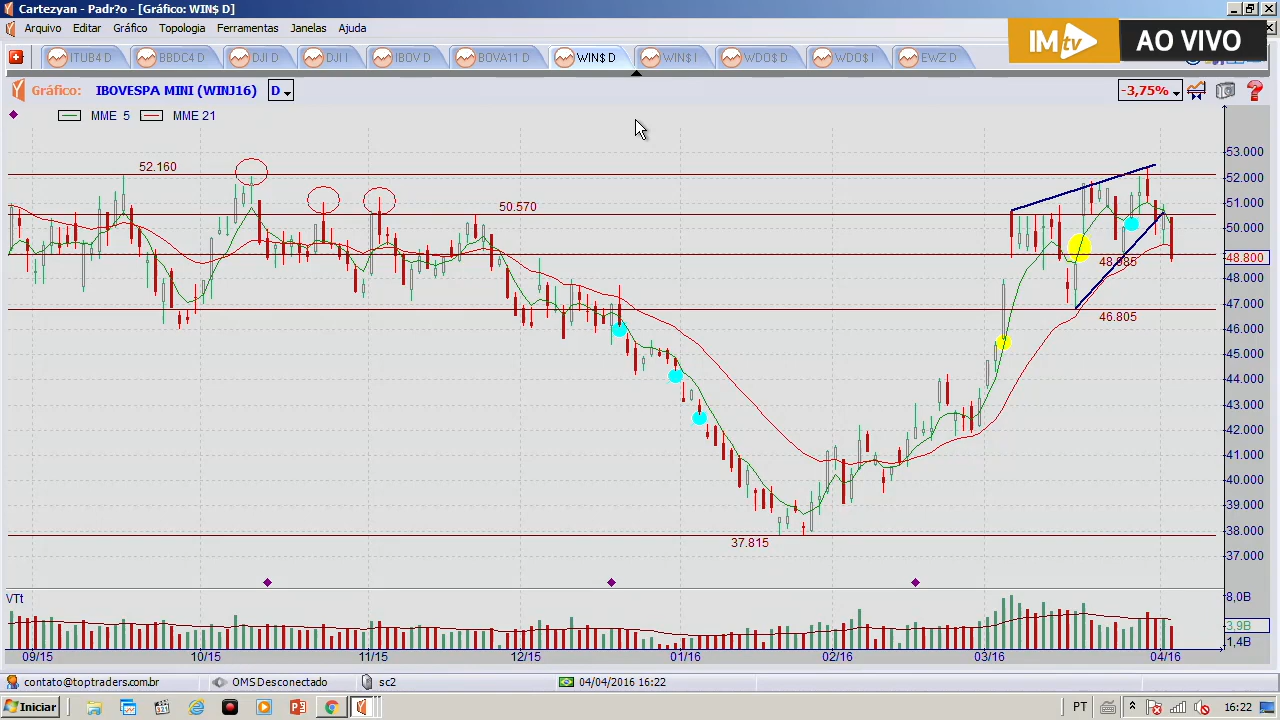 Cartezyan - Padr?o - [Gráfico: WIN$ D]
Arquivo Editar Gráfico Topologia Ferramentas Janelas Ajuda
IM tv AO VIVO
ITUB4 D BBDC4 D DJI D DJI I IBOV D BOVA11 D WIN$ D WIN$ I WDO$ D WDO$ I EWZ D
Gráfico: IBOVESPA MINI (WINJ16) D -3,75%
MME 5 MME 21
53.000
52.160
52.000
51.000
50.570
50.000
48.800
48.985
48.000
47.000
46.805
46.000
45.000
44.000
43.000
42.000
41.000
40.000
39.000
38.000
37.815
37.000
VTt
8,0B
3,9B
1,4B
09/15 10/15 11/15 12/15 01/16 02/16 03/16 04/16
contato@toptraders.com.br OMS Desconectado sc2 04/04/2016 16:22
Iniciar PT 16:22